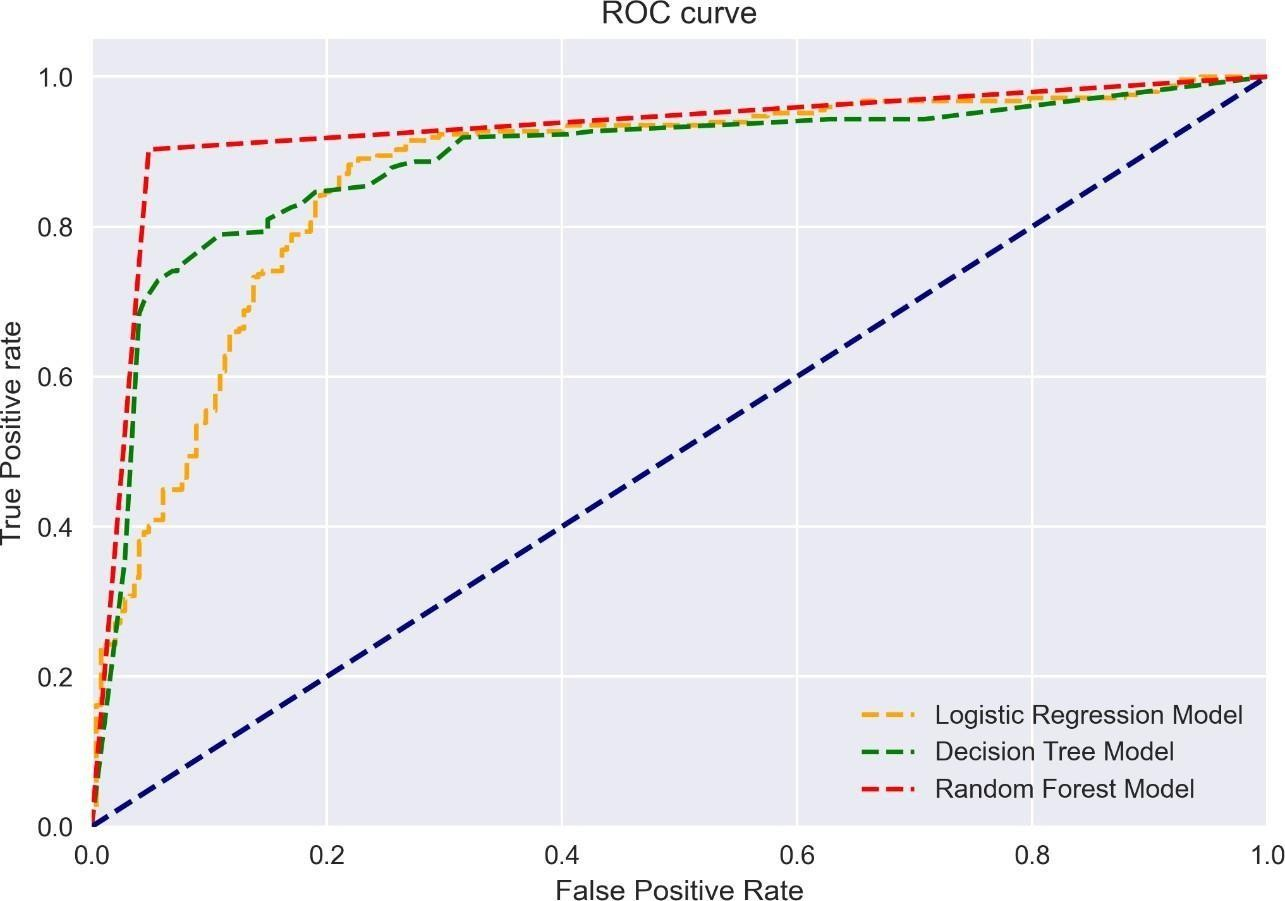 ROC curve
1.0
0.8
0.6
0.4
0.2
0.0
True Positive rate
0.0 0.2 0.4 0.6 0.8 1.0
False Positive Rate
Logistic Regression Model
Decision Tree Model
Random Forest Model